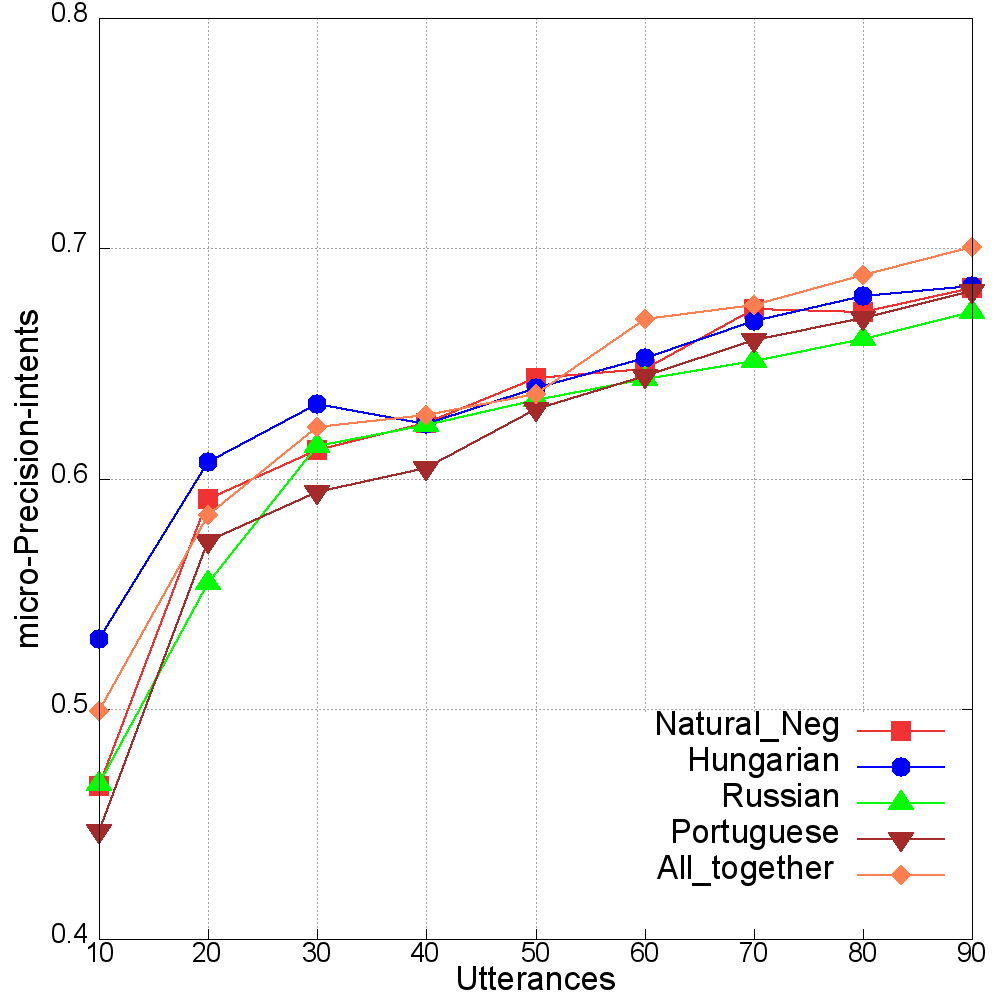 0.8
0.7
0.6
0.5
0.4
micro-Precision-intents
Natural_Neg
Hungarian
Russian
Portuguese
All_together
10 20 30 40 50 60 70 80 90
Utterances